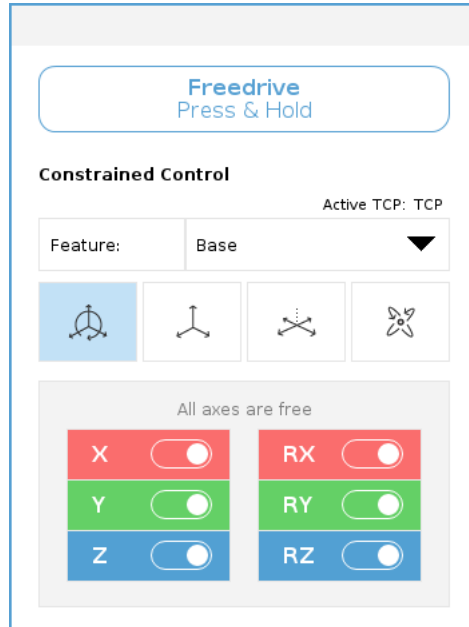 Freedrive
Press & Hold
Constrained Control
Active TCP: TCP
Feature: Base
All axes are free
X RX
Y RY
Z RZ